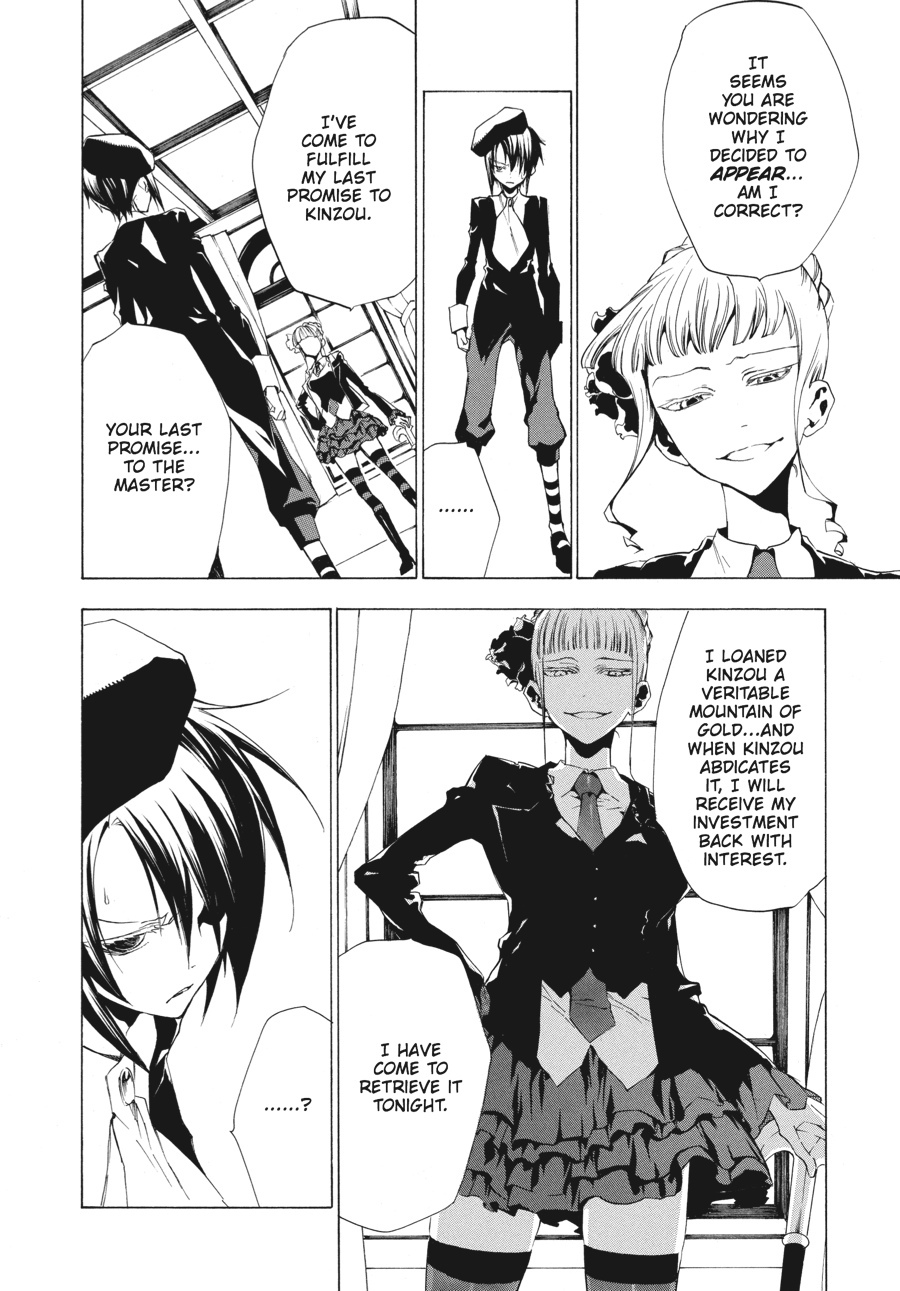 IT
SEEMS
YOU ARE
WONDERING
WHY I
DECIDED TO
APPEAR...
AM I
CORRECT?
......
I'VE
COME TO
FULFILL
MY LAST
PROMISE TO
KINZOU.
YOUR LAST
PROMISE...
TO THE
MASTER?
I LOANED
KINZOU A
VERITABLE
MOUNTAIN OF
GOLD...AND
WHEN KINZOU
ABDICATES
IT, I WILL
RECEIVE MY
INVESTMENT
BACK WITH
INTEREST.
I HAVE
COME TO
RETRIEVE IT
TONIGHT.
......?